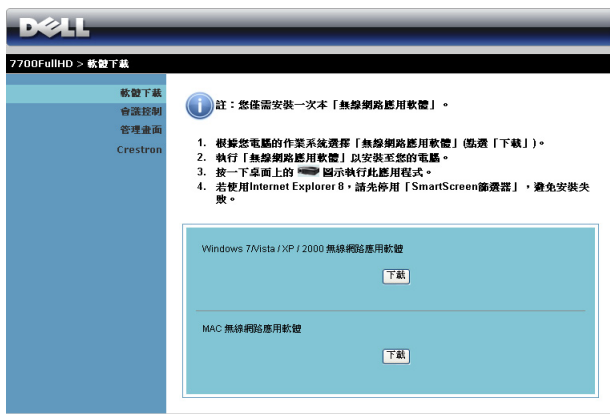 DELL
7700FullHD > 軟體下載
軟體下載
會議控制
管理畫面
Crestron
註：您僅需安裝一次本「無線網路應用軟體」。
1. 根據您電腦的作業系統選擇「無線網路應用軟體」(點選「下載」)。
2. 執行「無線網路應用軟體」以安裝至您的電腦。
3. 按一下桌面上的 圖示執行此應用程式。
4. 若使用Internet Explorer 8，請先停用「SmartScreen篩選器」，避免安裝失
敗。
Windows 7/Vista / XP / 2000 無線網路應用軟體
下載
MAC 無線網路應用軟體
下載